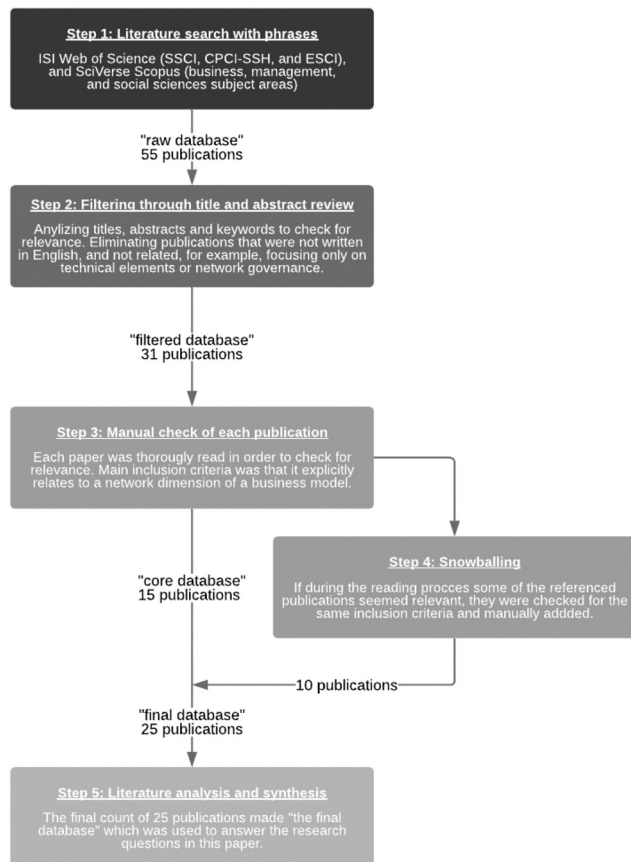 Step 1: Literature search with phrases
ISI Web of Science (SSCI, CPCI-SSH, and ESCI),
and SciVerse Scopus (business, management,
and social sciences subject areas)
"raw database"
55 publications
Step 2: Filtering through title and abstract review
Anylizing titles, abstracts and keywords to check for
relevance. Eliminating publications that were not written
in English, and not related, for example, focusing only on
technical elements or network governance.
"filtered database"
31 publications
Step 3: Manual check of each publication
Each paper was thorougly read in order to check for
relevance. Main inclusion criteria was that it explicitly
relates to a network dimension of a business model.
Step 4: Snowballing
If during the reading procces some of the referenced
publications seemed relevant, they were checked for the
same inclusion criteria and manually addded.
"core database"
15 publications
10 publications
"final database"
25 publications
Step 5: Literature analysis and synthesis
The final count of 25 publications made "the final
database" which was used to answer the research
questions in this paper.